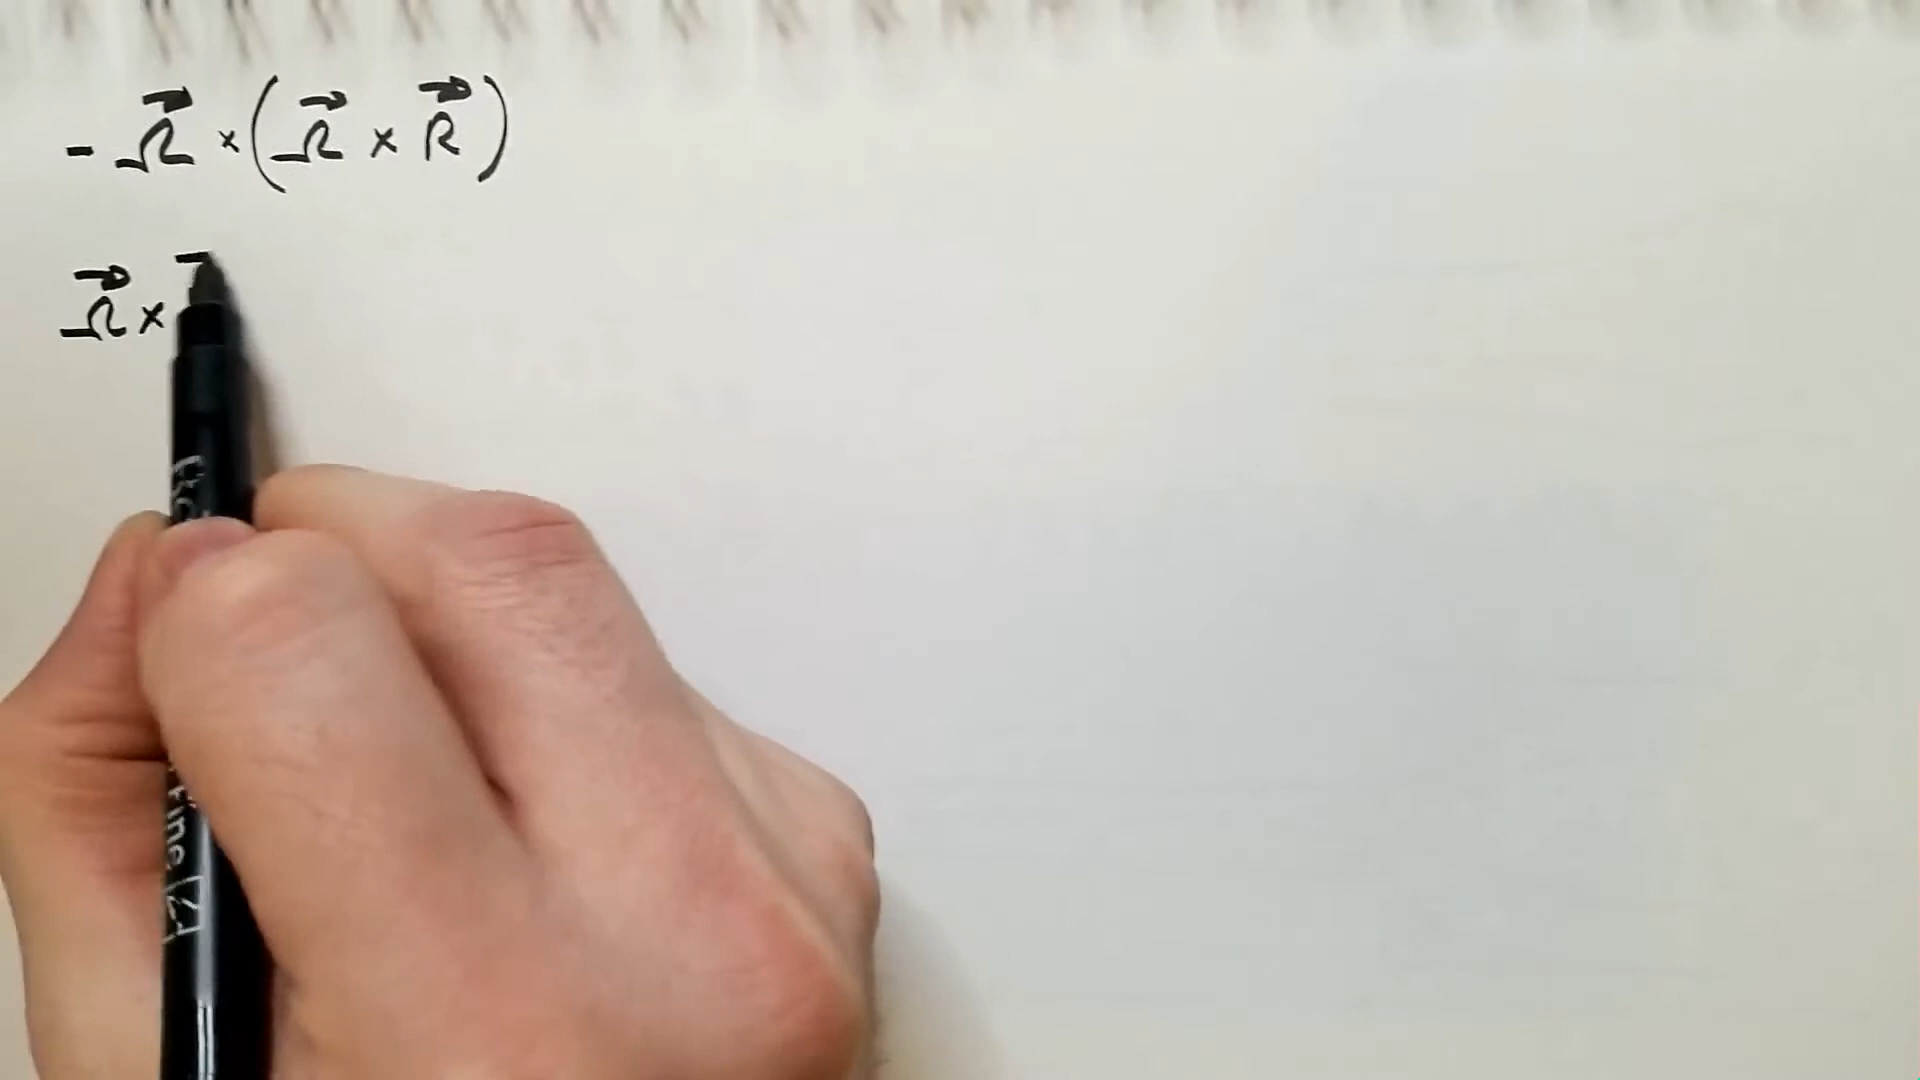 - Ω⃗ × (Ω⃗ × R⃗)
Ω⃗ ×